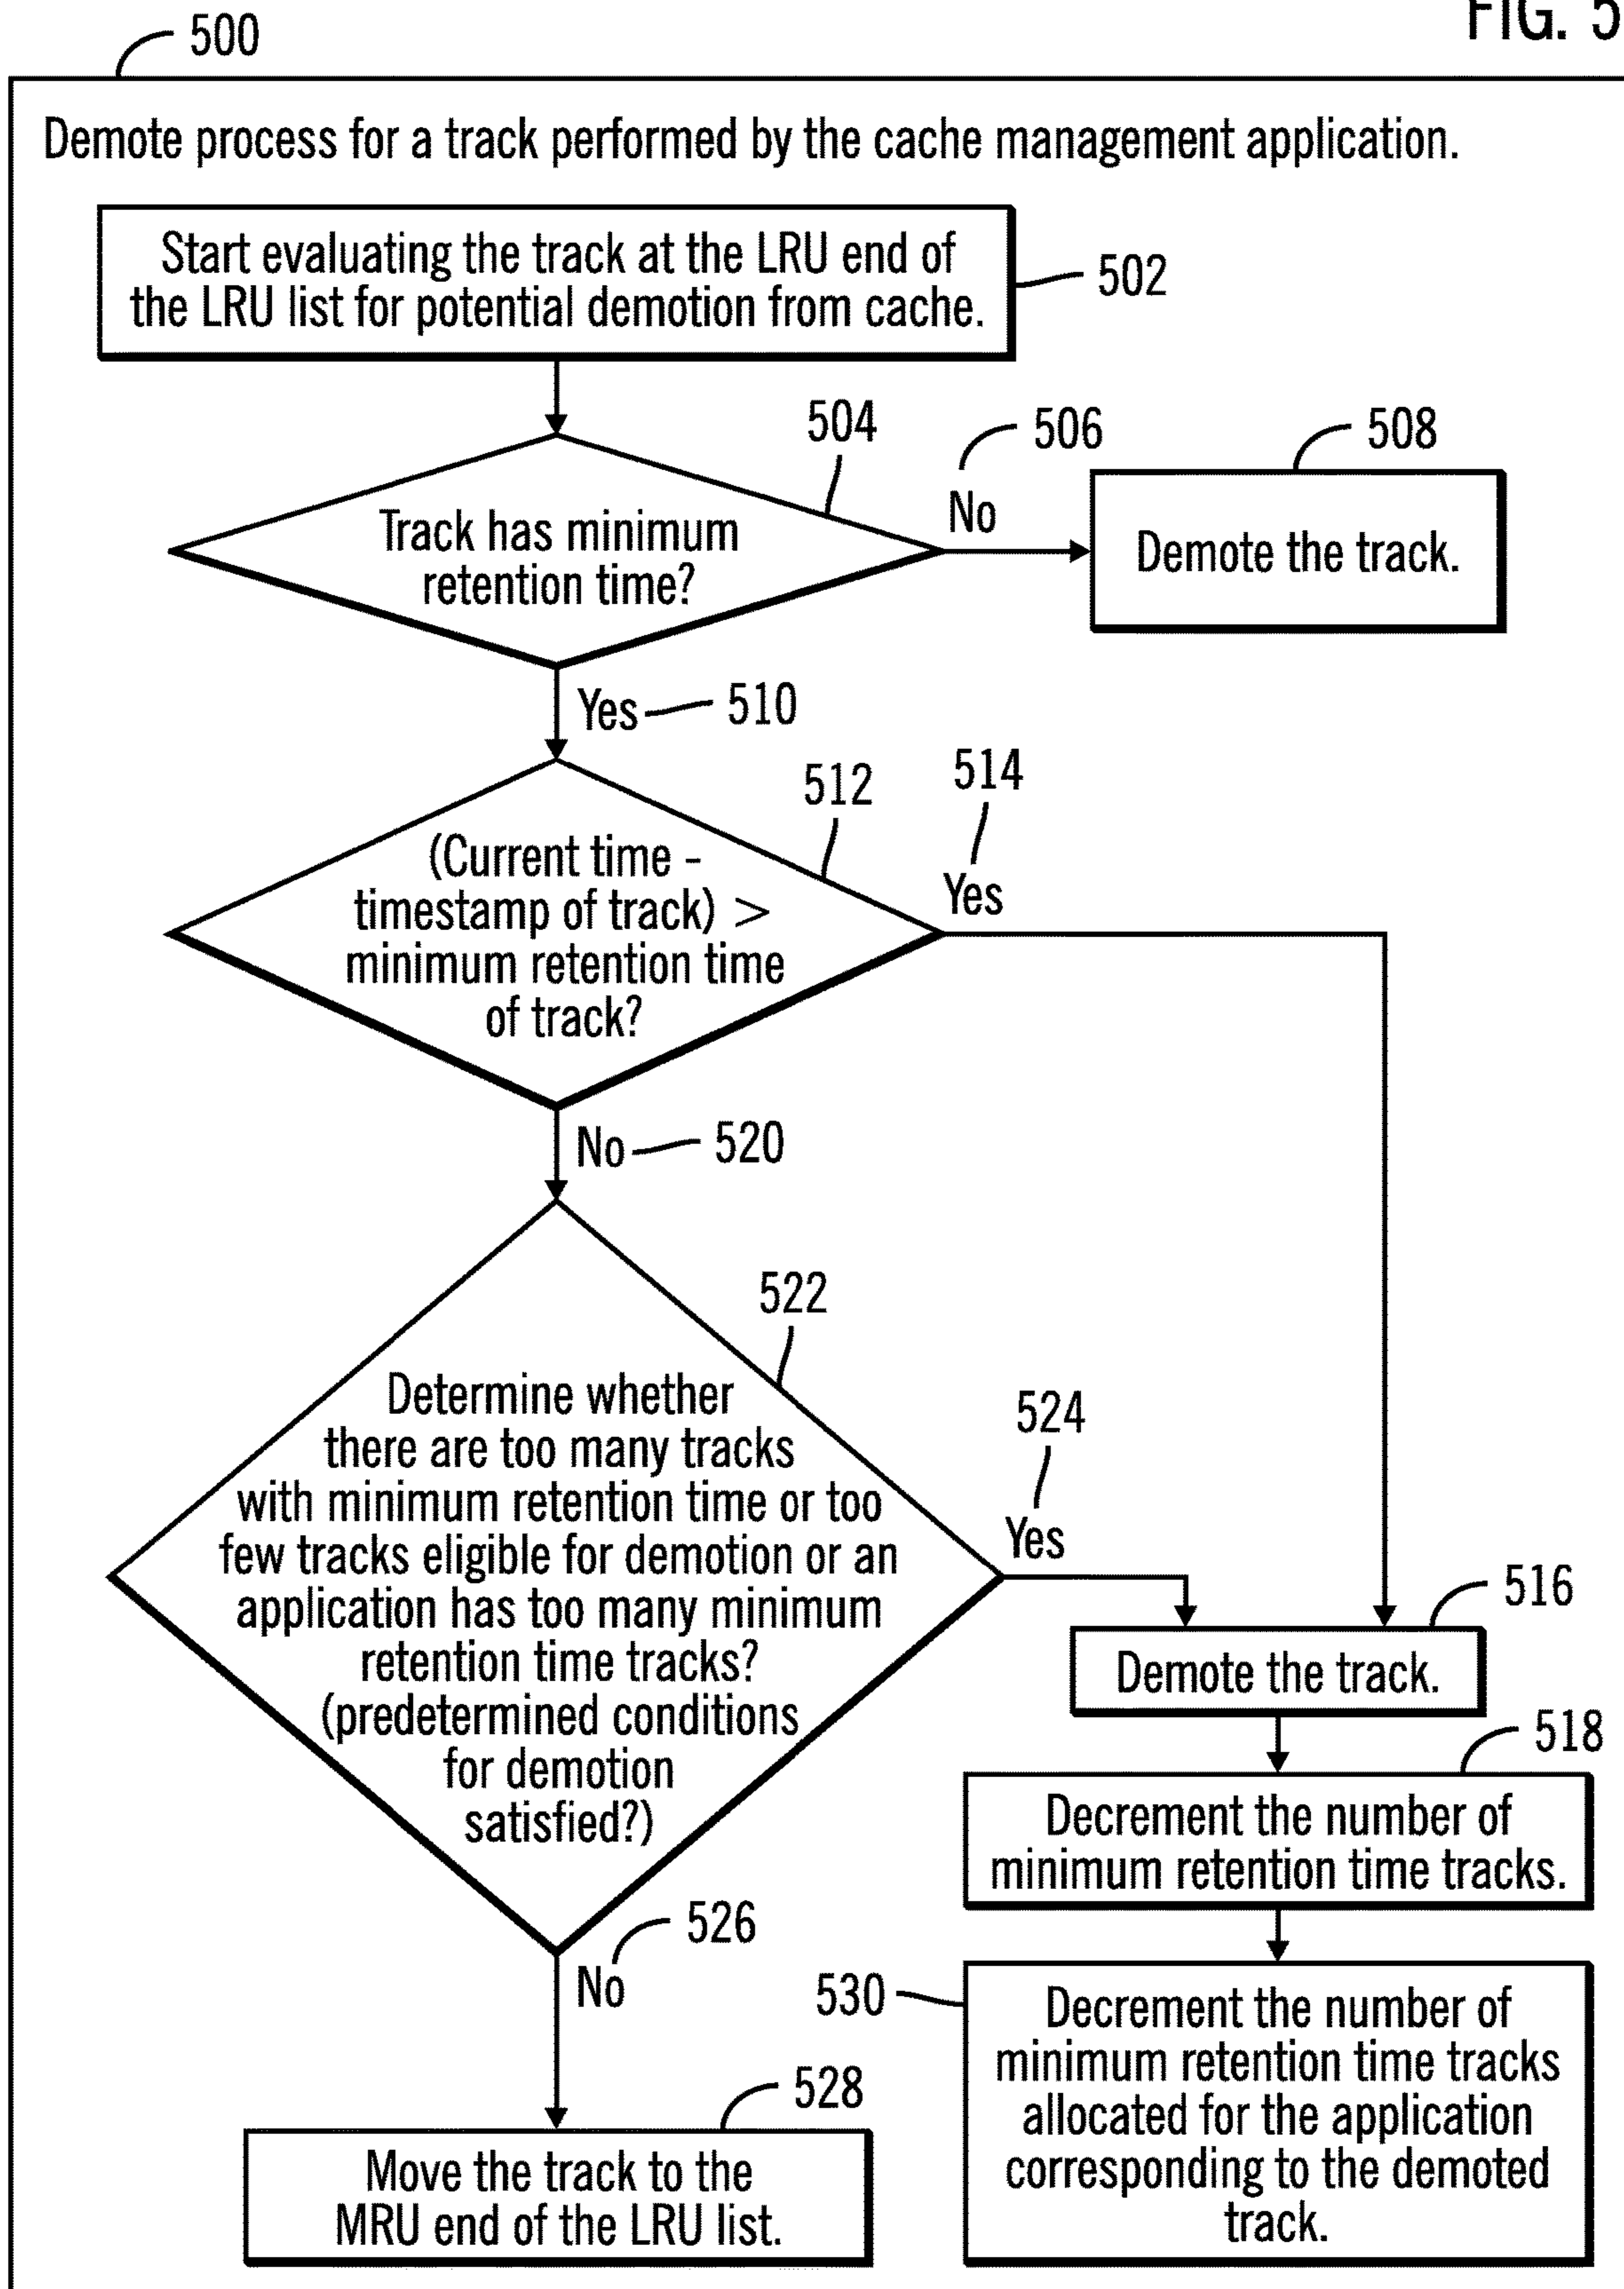 FIG. 5
500
Demote process for a track performed by the cache management application.
Start evaluating the track at the LRU end of
the LRU list for potential demotion from cache.
502
504
506
508
Track has minimum
retention time?
No
Demote the track.
Yes
510
512
514
(Current time -
timestamp of track) >
minimum retention time
of track?
Yes
No
520
522
Determine whether
there are too many tracks
with minimum retention time or too
few tracks eligible for demotion or an
application has too many minimum
retention time tracks?
(predetermined conditions
for demotion
satisfied?)
524
Yes
516
Demote the track.
518
Decrement the number of
minimum retention time tracks.
526
No
530
Decrement the number of
minimum retention time tracks
allocated for the application
corresponding to the demoted
track.
528
Move the track to the
MRU end of the LRU list.